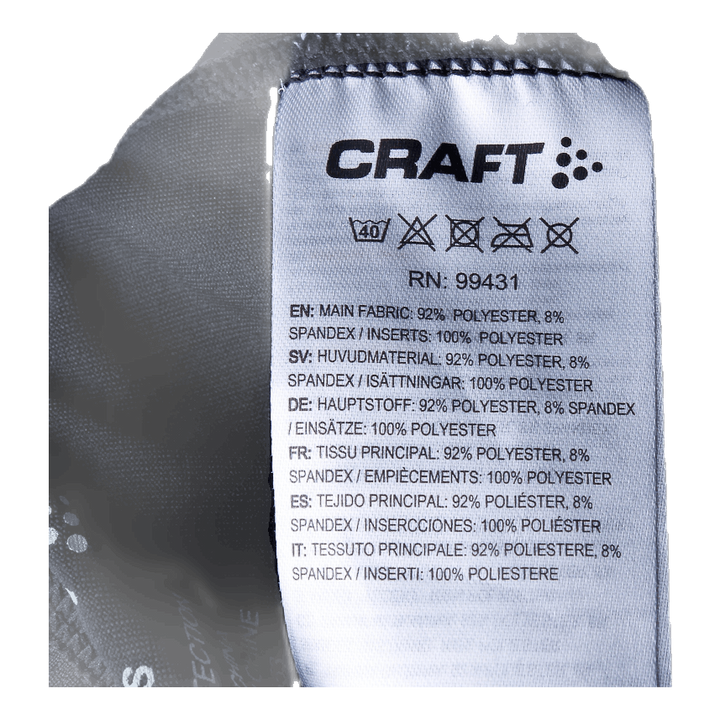 CRAFT
40
RN: 99431
EN: MAIN FABRIC: 92% POLYESTER, 8%
SPANDEX / INSERTS: 100% POLYESTER
SV: HUVUDMATERIAL: 92% POLYESTER, 8%
SPANDEX / ISÄTTNINGAR: 100% POLYESTER
DE: HAUPTSTOFF: 92% POLYESTER, 8% SPANDEX
/ EINSÄTZE: 100% POLYESTER
FR: TISSU PRINCIPAL: 92% POLYESTER, 8%
SPANDEX / EMPIÈCEMENTS: 100% POLYESTER
ES: TEJIDO PRINCIPAL: 92% POLIÉSTER, 8%
SPANDEX / INSERCCIONES: 100% POLIÉSTER
IT: TESSUTO PRINCIPALE: 92% POLIESTERE, 8%
SPANDEX / INSERTI: 100% POLIESTERE
S